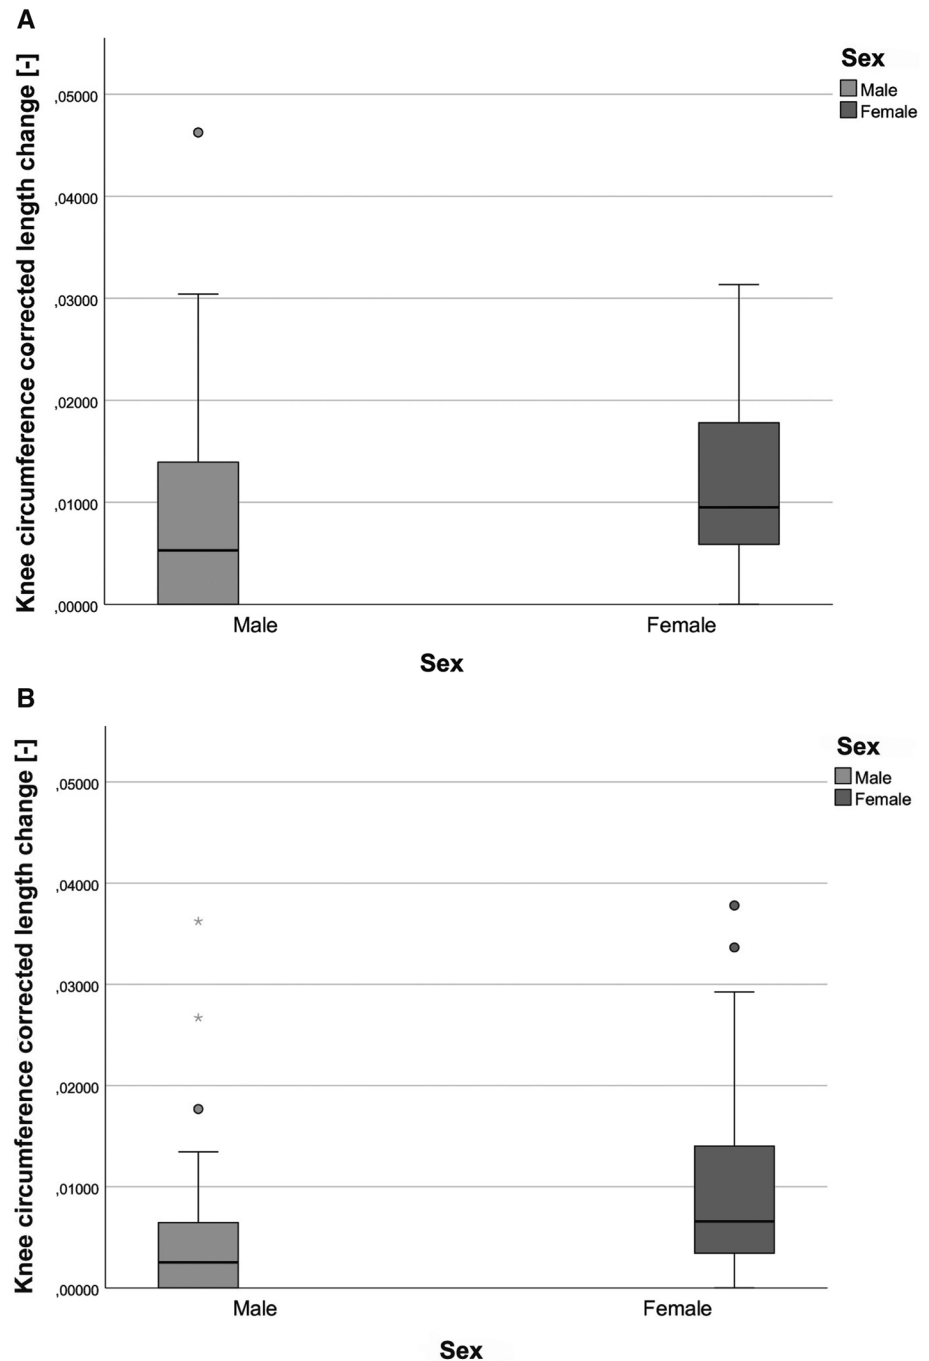 A
Knee circumference corrected length change [-]
,05000
,04000
,03000
,02000
,01000
,00000
Male
Female
Sex
Sex
Male
Female
B
Knee circumference corrected length change [-]
,05000
,04000
,03000
,02000
,01000
,00000
Male
Female
Sex
Sex
Male
Female